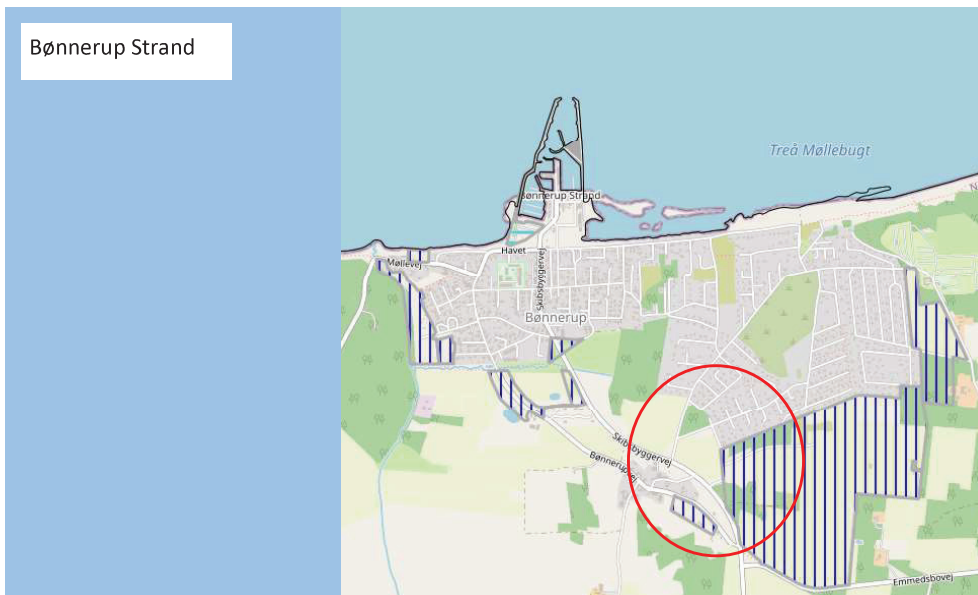 Bønnerup Strand
Treå Møllebugt
Bønnerup Strand
Havet
Møllevej
Skibsbyggervej
Bønnerup
Skibsbyggervej
Bønnerupvej
Emmedsbovej